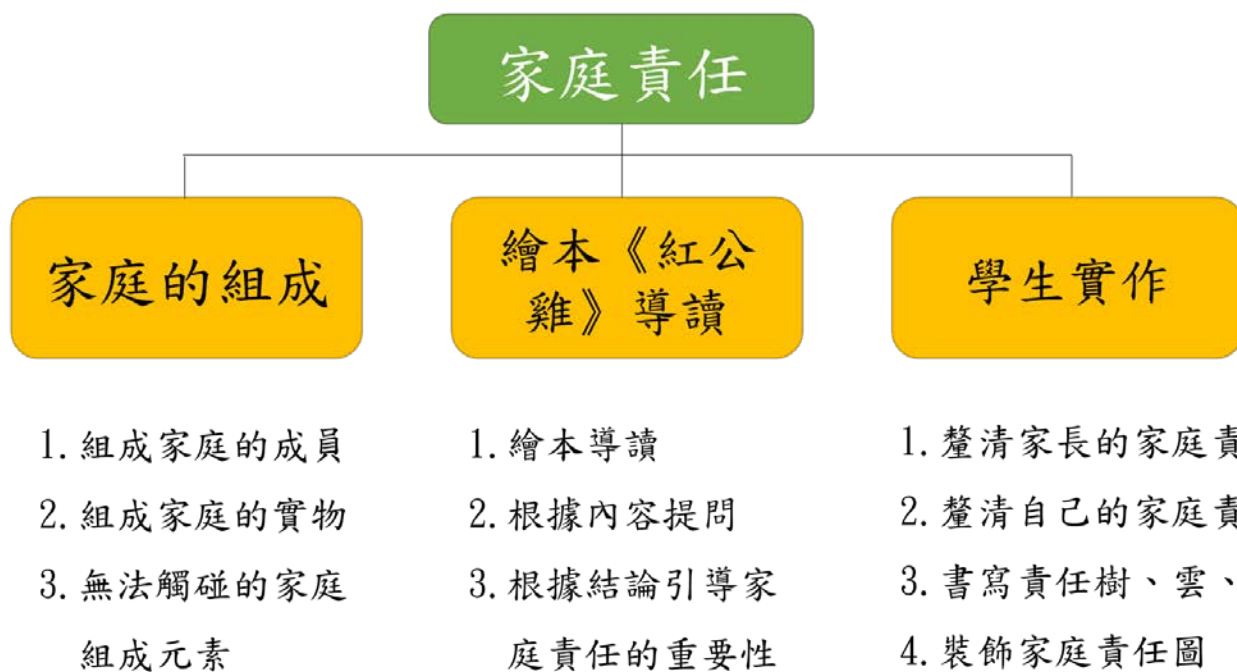 家庭責任
家庭的組成
繪本《紅公
雞》導讀
學生實作
1. 組成家庭的成員
2. 組成家庭的實物
3. 無法觸碰的家庭
組成元素
1. 繪本導讀
2. 根據內容提問
3. 根據結論引導家
庭責任的重要性
1. 釐清家長的家庭責
2. 釐清自己的家庭責
3. 書寫責任樹、雲、
4. 裝飾家庭責任圖